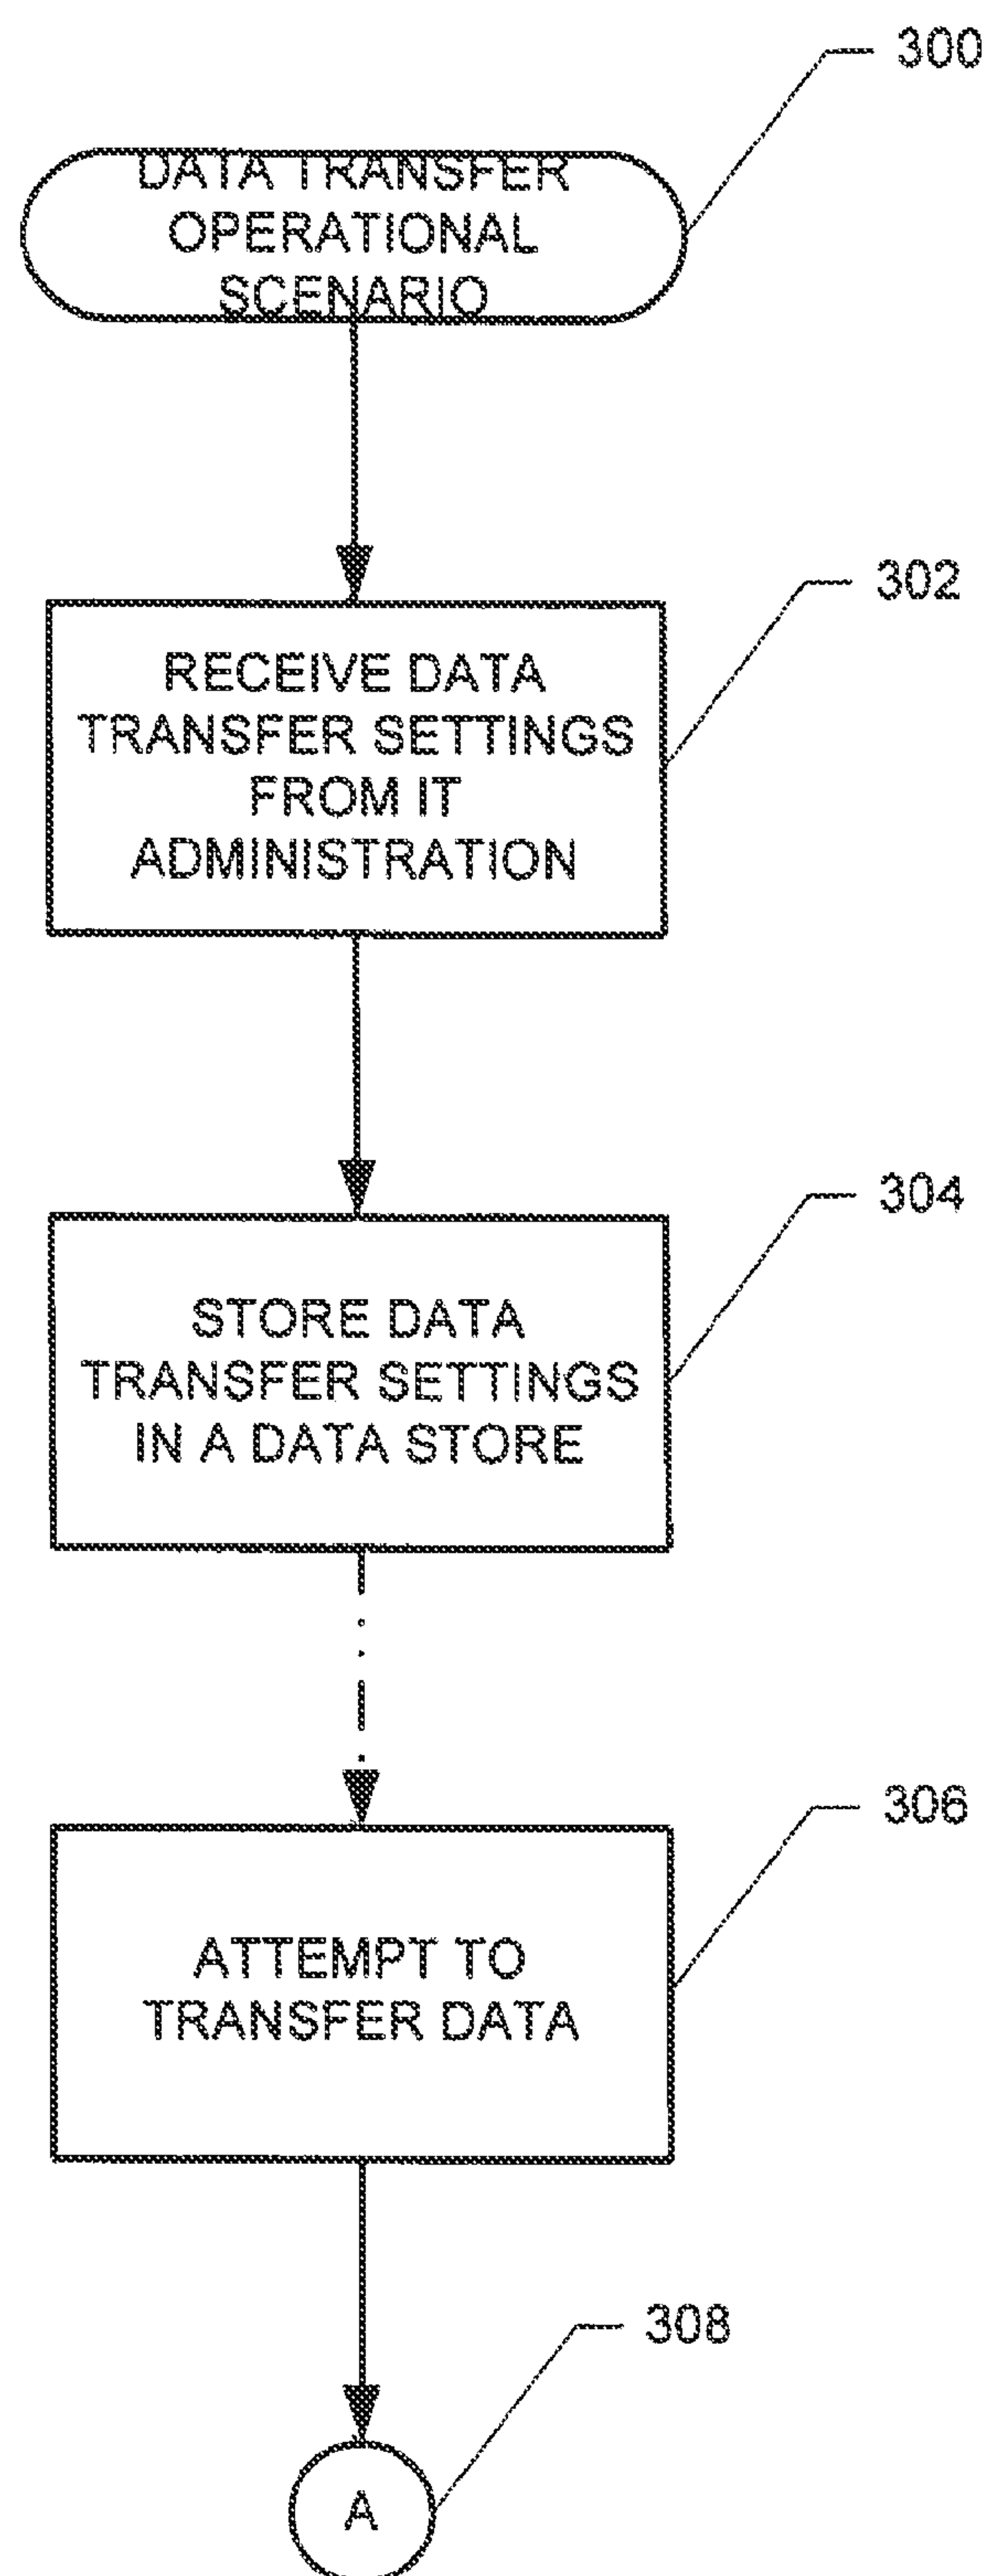 300
DATA TRANSFER
OPERATIONAL
SCENARIO
302
RECEIVE DATA
TRANSFER SETTINGS
FROM IT
ADMINISTRATION
304
STORE DATA
TRANSFER SETTINGS
IN A DATA STORE
306
ATTEMPT TO
TRANSFER DATA
308
A